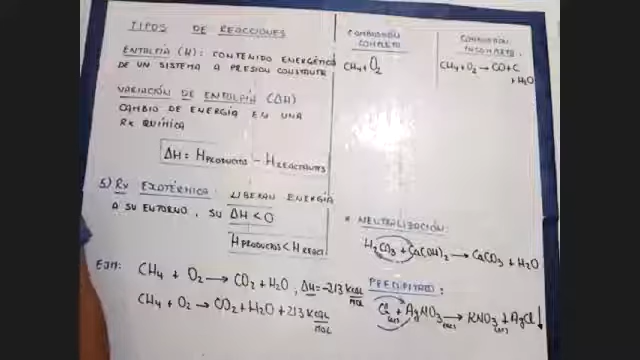 TIPOS DE REACCIONES
ENTALPÍA (H): CONTENIDO ENERGÉTICO
DE UN SISTEMA A PRESIÓN CONSTANTE
VARIACIÓN DE ENTALPÍA (ΔH)
CAMBIO DE ENERGÍA EN UNA
RX QUÍMICA
ΔH = HPRODUCTOS − HREACTANTES
5) RX EXOTÉRMICA: LIBERAN ENERGÍA
A SU ENTORNO, SU ΔH < 0
HPRODUCTOS < HREACT
EJM: CH4 + O2 → CO2 + H2O, ΔH = -213 KCAL/MOL
CH4 + O2 → CO2 + H2O + 213 KCAL/MOL
COMBUSTIÓN
COMPLETA
CH4 + O2
COMBUSTIÓN
INCOMPLETA
CH4 + O2 → CO + C
+ H2O
* NEUTRALIZACIÓN:
H2CO3 + Ca(OH)2 → CaCO3 + H2O
PRECIPITADO:
+ AgNO3 → KNO3 + AgCl ↓